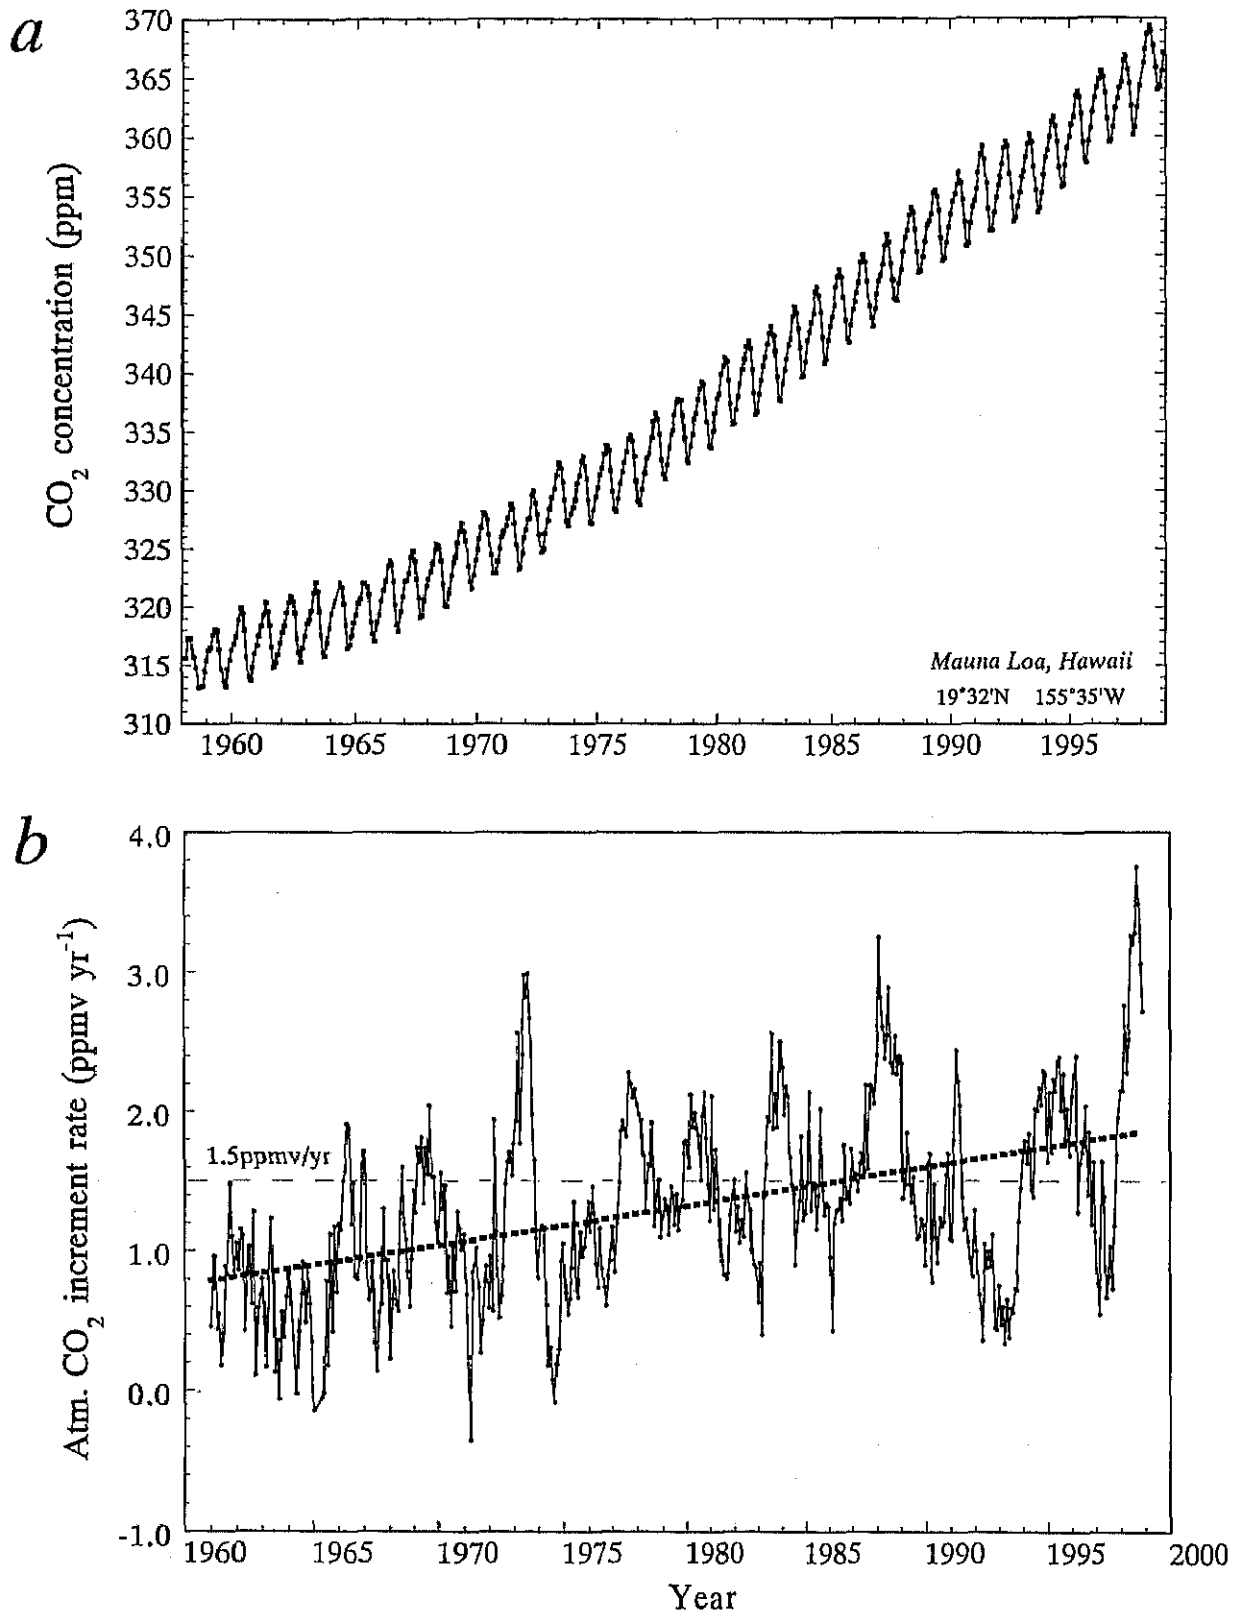 a
370
365
360
355
350
345
340
335
330
325
320
315
310
CO2 concentration (ppm)
Mauna Loa, Hawaii
19°32'N 155°35'W
1960 1965 1970 1975 1980 1985 1990 1995
b
4.0
3.0
2.0
1.0
0.0
-1.0
Atm. CO2 increment rate (ppmv yr-1)
1.5ppmv/yr
1960 1965 1970 1975 1980 1985 1990 1995 2000
Year